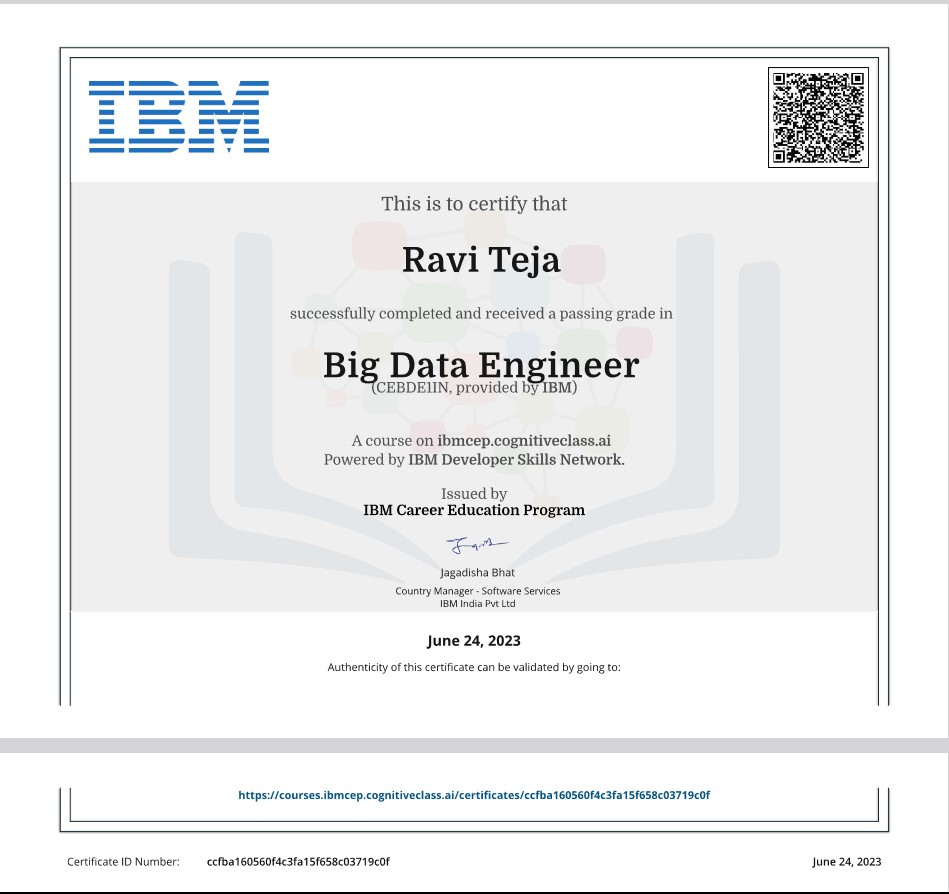 IBM
This is to certify that
Ravi Teja
successfully completed and received a passing grade in
Big Data Engineer
(CEBDE1IN, provided by IBM)
A course on ibmcep.cognitiveclass.ai
Powered by IBM Developer Skills Network.
Issued by
IBM Career Education Program
Jagadisha Bhat
Country Manager - Software Services
IBM India Pvt Ltd
June 24, 2023
Authenticity of this certificate can be validated by going to:
https://courses.ibmcep.cognitiveclass.ai/certificates/ccfba160560f4c3fa15f658c03719c0f
Certificate ID Number: ccfba160560f4c3fa15f658c03719c0f June 24, 2023